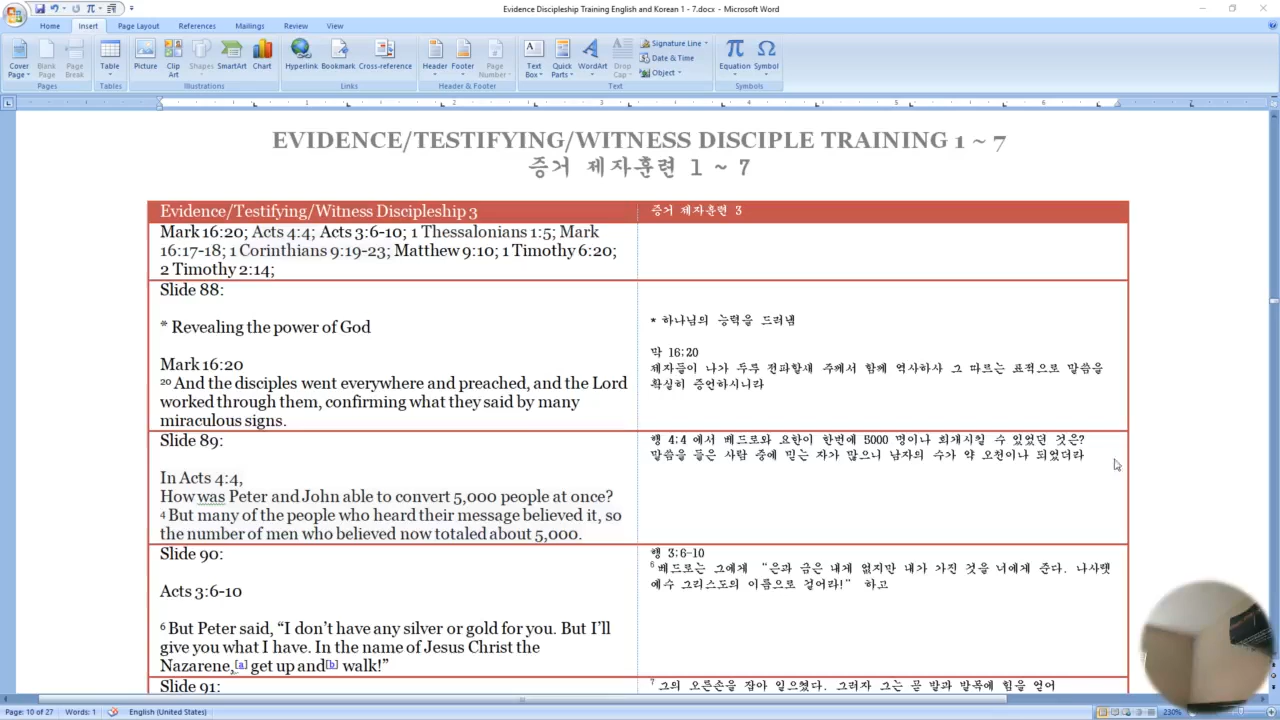 Evidence Discipleship Training English and Korean 1 - 7.docx - Microsoft Word
Home Insert Page Layout References Mailings Review View
Cover Page Blank Page Page Break Table Picture Clip Art Shapes SmartArt Chart Hyperlink Bookmark Cross-reference Header Footer Page Number Text Box Quick Parts WordArt Drop Cap Signature Line Date & Time Object Equation Symbol
Pages Tables Illustrations Links Header & Footer Text Symbols
1 2 3 4 5 6 7
EVIDENCE/TESTIFYING/WITNESS DISCIPLE TRAINING 1 ~ 7
증거 제자훈련 1 ~ 7
Evidence/Testifying/Witness Discipleship 3
증거 제자훈련 3
Mark 16:20; Acts 4:4; Acts 3:6-10; 1 Thessalonians 1:5; Mark
16:17-18; 1 Corinthians 9:19-23; Matthew 9:10; 1 Timothy 6:20;
2 Timothy 2:14;
Slide 88:
* Revealing the power of God
Mark 16:20
20 And the disciples went everywhere and preached, and the Lord
worked through them, confirming what they said by many
miraculous signs.
* 하나님의 능력을 드러냄
막 16:20
제자들이 나가 두루 전파할새 주께서 함께 역사하사 그 따르는 표적으로 말씀을
확실히 증언하시니라
Slide 89:
In Acts 4:4,
How was Peter and John able to convert 5,000 people at once?
4 But many of the people who heard their message believed it, so
the number of men who believed now totaled about 5,000.
행 4:4 에서 베드로와 요한이 한번에 5000 명이나 회개시킬 수 있었던 것은?
말씀을 들은 사람 중에 믿는 자가 많으니 남자의 수가 약 오천이나 되었더라
Slide 90:
Acts 3:6-10
6 But Peter said, “I don’t have any silver or gold for you. But I’ll
give you what I have. In the name of Jesus Christ the
Nazarene,[a] get up and[b] walk!”
행 3:6-10
6 베드로는 그에게 “은과 금은 내게 없지만 내가 가진 것을 너에게 준다. 나사렛
예수 그리스도의 이름으로 걸어라!” 하고
Slide 91:
7 그의 오른손을 잡아 일으켰다. 그러자 그는 곧 발과 발목에 힘을 얻어
Page: 10 of 27 Words: 1 English (United States) 230%